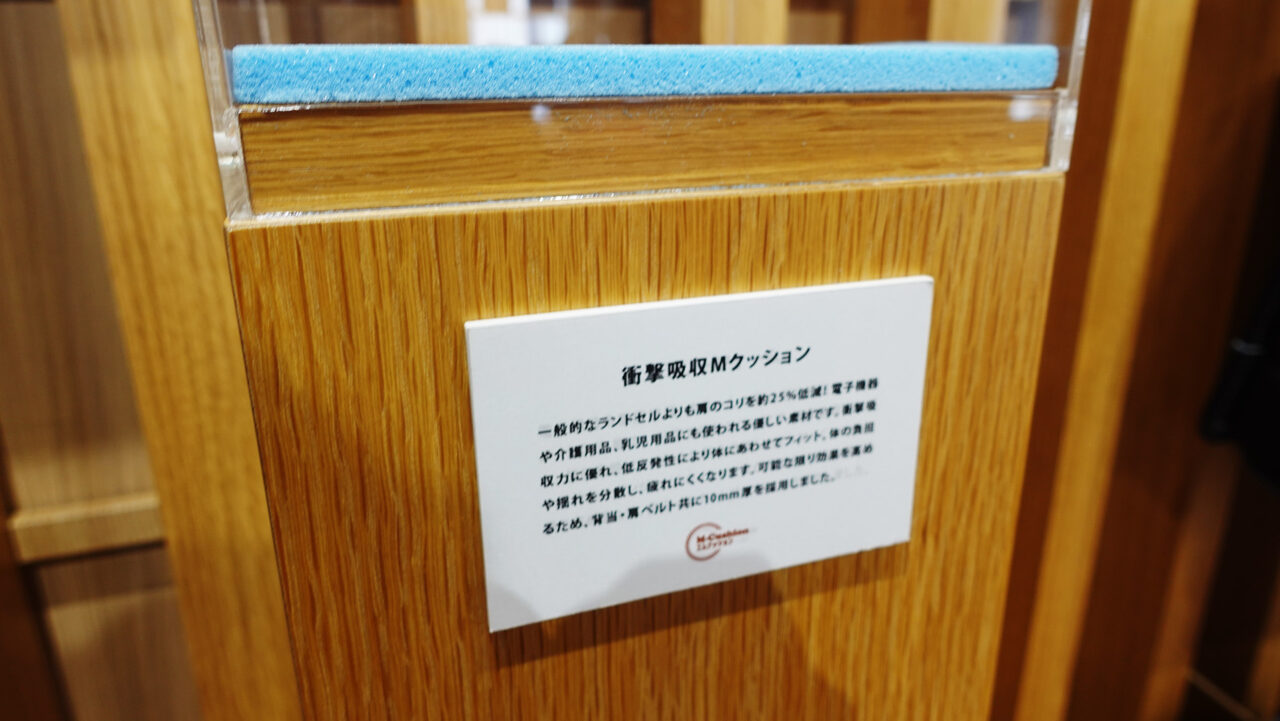 衝撃吸収Mクッション
一般的なランドセルよりも肩のコリを約25%低減！電子機器
や介護用品、乳児用品にも使われる優しい素材です。衝撃吸
収力に優れ、低反発性により体にあわせてフィット。体の負担
や揺れを分散し、疲れにくくなります。可能な限り効果を高め
るため、背当・肩ベルト共に10mm厚を採用しました。
M-Cushion
エムクッション